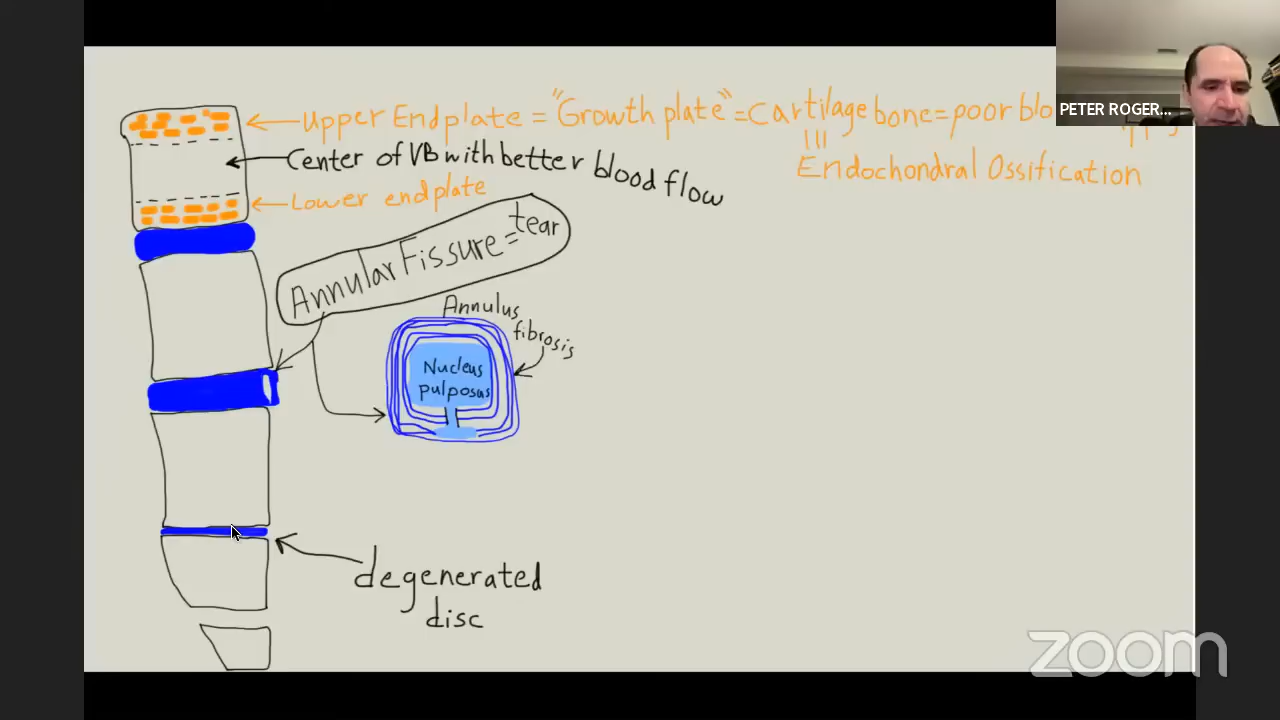 Upper Endplate = "Growth plate" = Cartilage bone = poor
Endochondral Ossification
Center of VB with better blood flow
Lower endplate
Annular Fissure = tear
Annulus
fibrosis
Nucleus
pulposus
degenerated
disc
PETER ROGER...
zoom